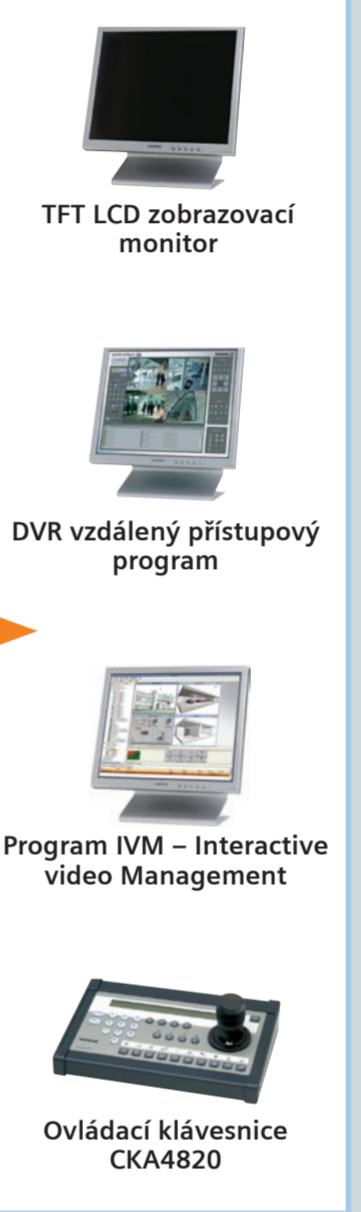 TFT LCD zobrazovací
monitor
DVR vzdálený přístupový
program
Program IVM – Interactive
video Management
Ovládací klávesnice
CKA4820